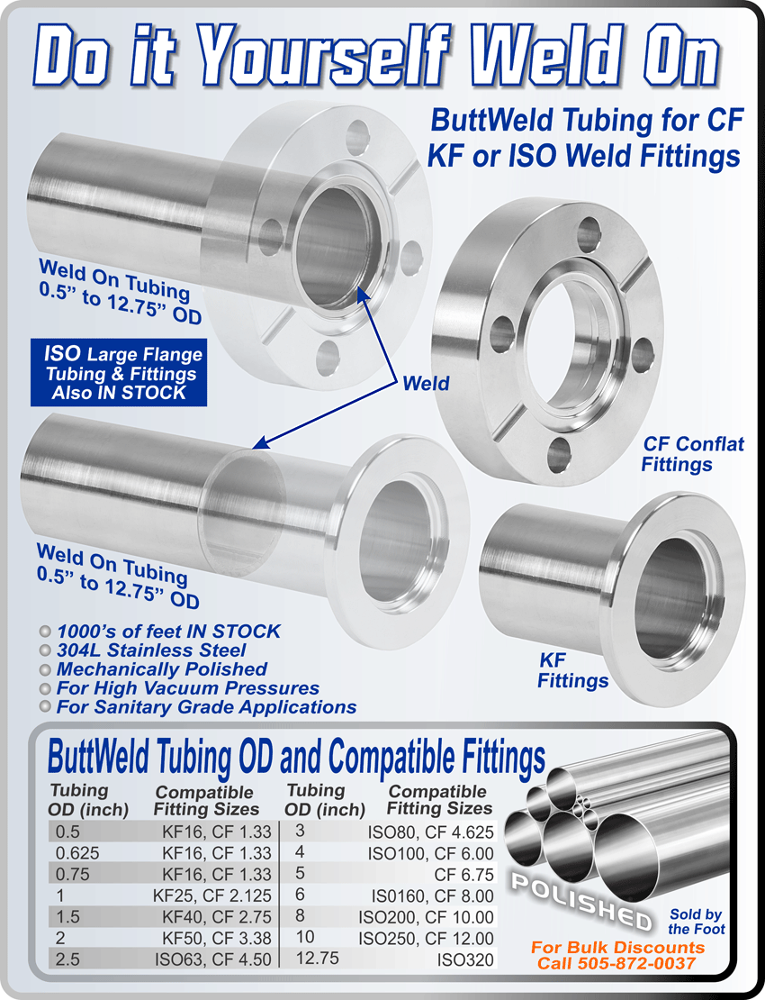 Do it Yourself Weld On
ButtWeld Tubing for CF
KF or ISO Weld Fittings
Weld On Tubing
0.5” to 12.75” OD
ISO Large Flange
Tubing & Fittings
Also IN STOCK
Weld
CF Conflat
Fittings
Weld On Tubing
0.5” to 12.75” OD
1000’s of feet IN STOCK
304L Stainless Steel
Mechanically Polished
For High Vacuum Pressures
For Sanitary Grade Applications
KF
Fittings
ButtWeld Tubing OD and Compatible Fittings
Tubing Compatible Tubing Compatible
OD (inch) Fitting Sizes OD (inch) Fitting Sizes
0.5 KF16, CF 1.33 3 ISO80, CF 4.625
0.625 KF16, CF 1.33 4 ISO100, CF 6.00
0.75 KF16, CF 1.33 5 CF 6.75
1 KF25, CF 2.125 6 IS0160, CF 8.00
1.5 KF40, CF 2.75 8 ISO200, CF 10.00
2 KF50, CF 3.38 10 ISO250, CF 12.00
2.5 ISO63, CF 4.50 12.75 ISO320
POLISHED
Sold by
the Foot
For Bulk Discounts
Call 505-872-0037